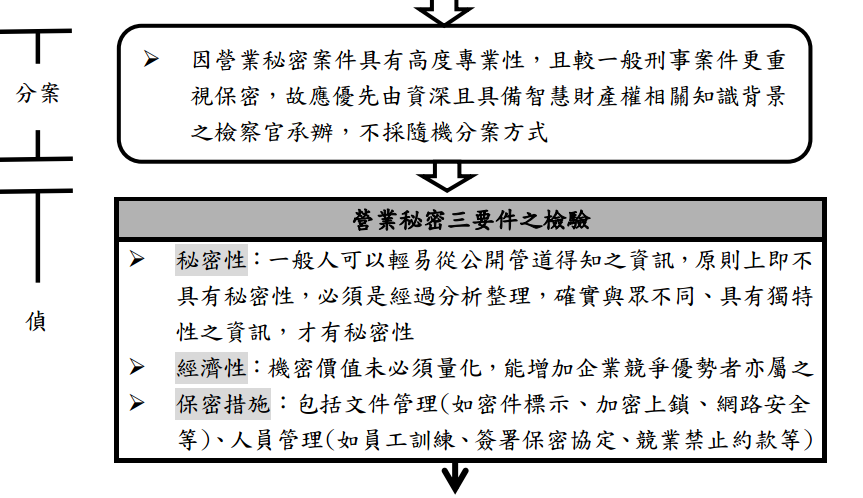 分案
➢ 因營業秘密案件具有高度專業性，且較一般刑事案件更重
視保密，故應優先由資深且具備智慧財產權相關知識背景
之檢察官承辦，不採隨機分案方式
偵
營業秘密三要件之檢驗
➢ 秘密性：一般人可以輕易從公開管道得知之資訊，原則上即不
具有秘密性，必須是經過分析整理，確實與眾不同、具有獨特
性之資訊，才有秘密性
➢ 經濟性：機密價值未必須量化，能增加企業競爭優勢者亦屬之
➢ 保密措施：包括文件管理(如密件標示、加密上鎖、網路安全
等)、人員管理(如員工訓練、簽署保密協定、競業禁止約款等)